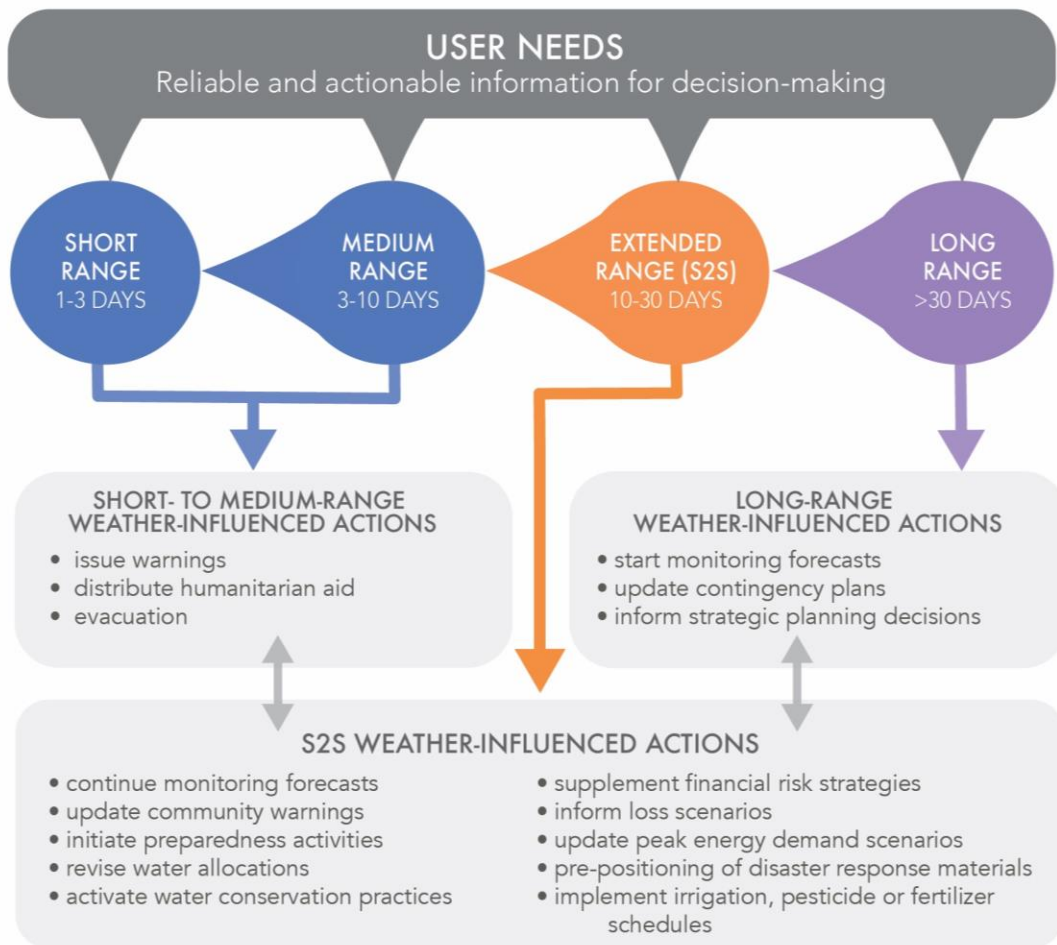 USER NEEDS
Reliable and actionable information for decision-making
SHORT
RANGE
1-3 DAYS
MEDIUM
RANGE
3-10 DAYS
EXTENDED
RANGE (S2S)
10-30 DAYS
LONG
RANGE
>30 DAYS
SHORT- TO MEDIUM-RANGE
WEATHER-INFLUENCED ACTIONS
• issue warnings
• distribute humanitarian aid
• evacuation
LONG-RANGE
WEATHER-INFLUENCED ACTIONS
• start monitoring forecasts
• update contingency plans
• inform strategic planning decisions
S2S WEATHER-INFLUENCED ACTIONS
• continue monitoring forecasts
• update community warnings
• initiate preparedness activities
• revise water allocations
• activate water conservation practices
• supplement financial risk strategies
• inform loss scenarios
• update peak energy demand scenarios
• pre-positioning of disaster response materials
• implement irrigation, pesticide or fertilizer
schedules